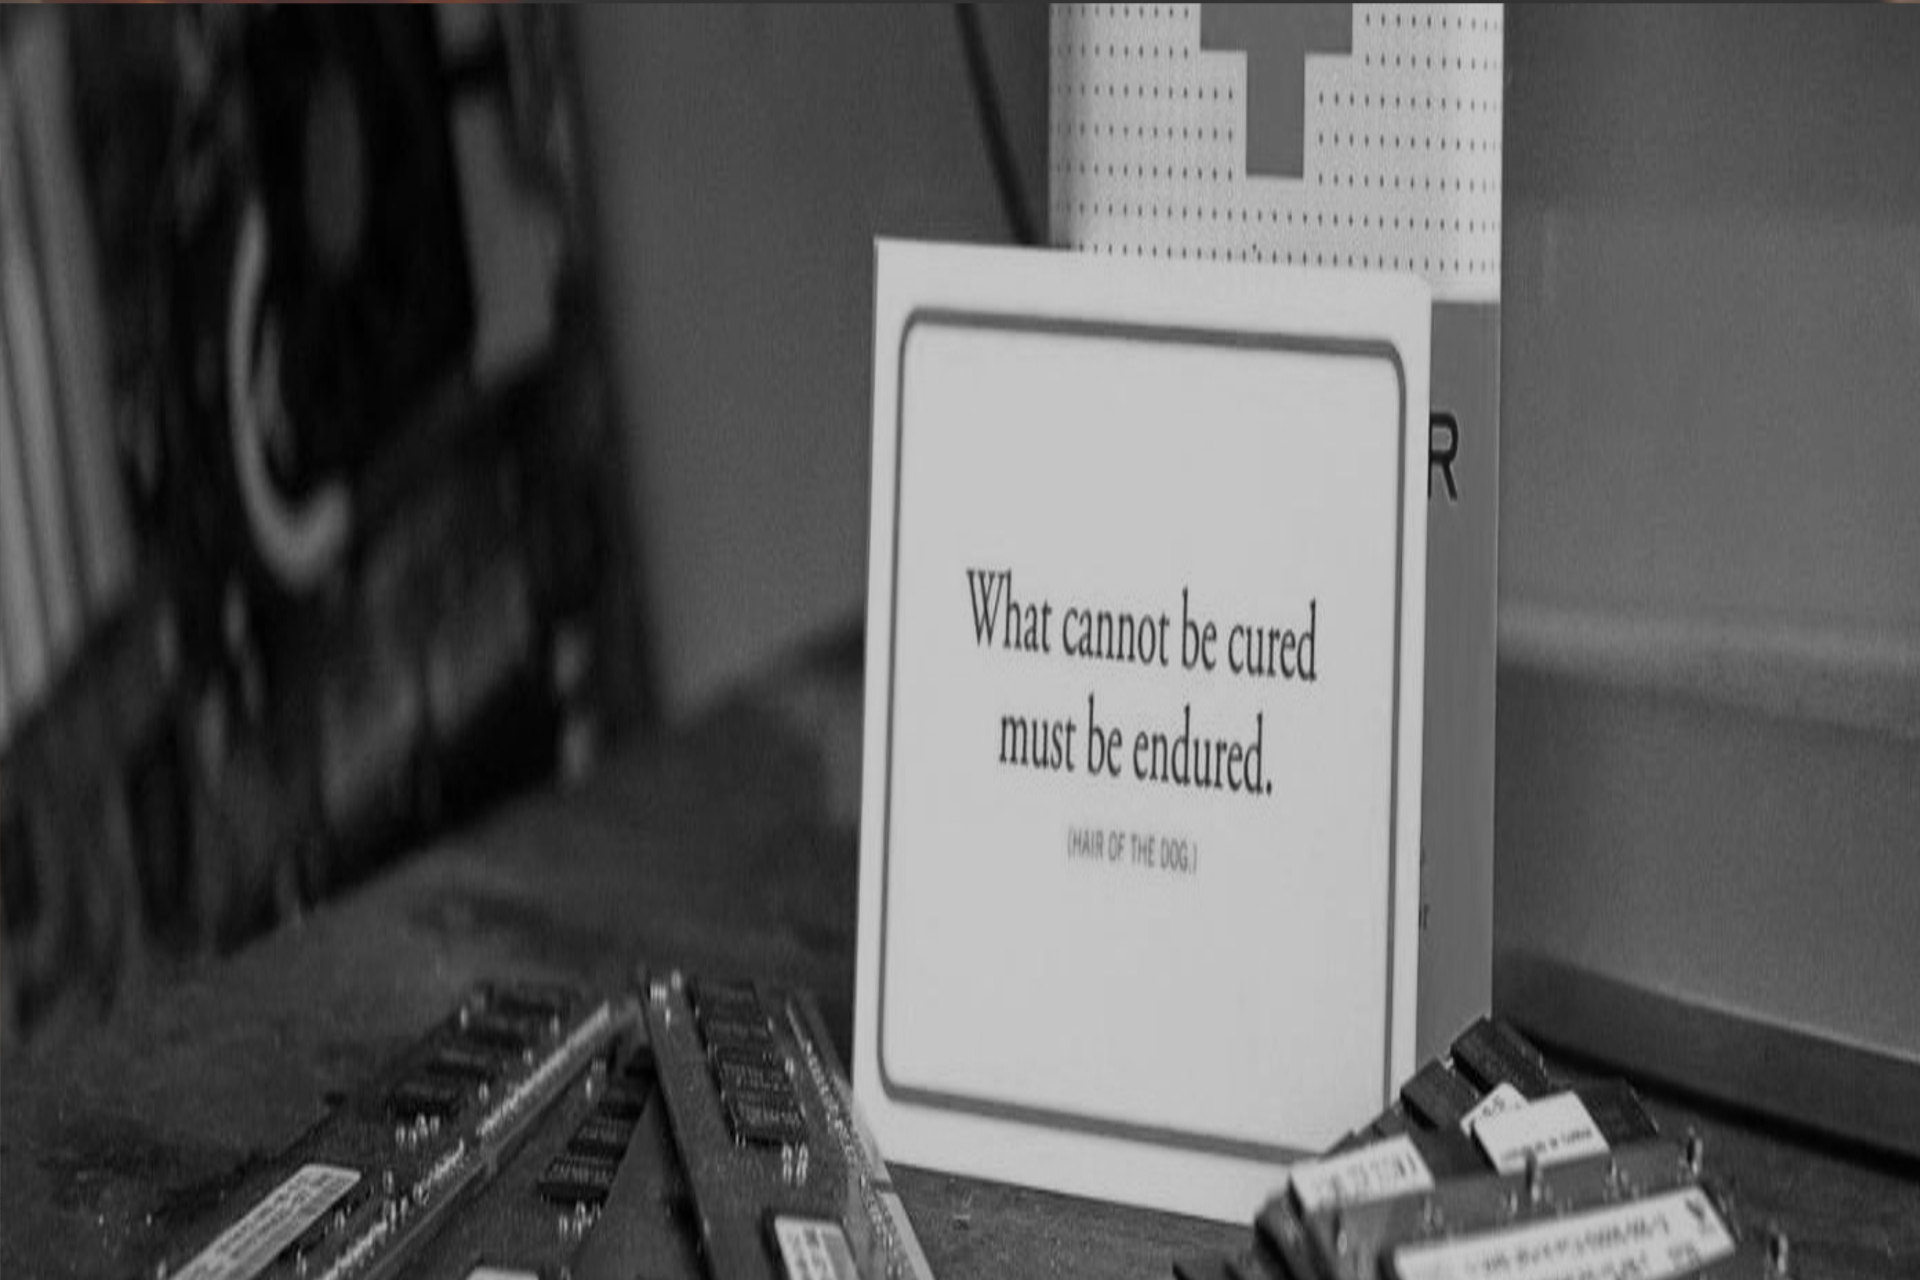 R
What cannot be cured
must be endured.
(HAIR OF THE DOG.)